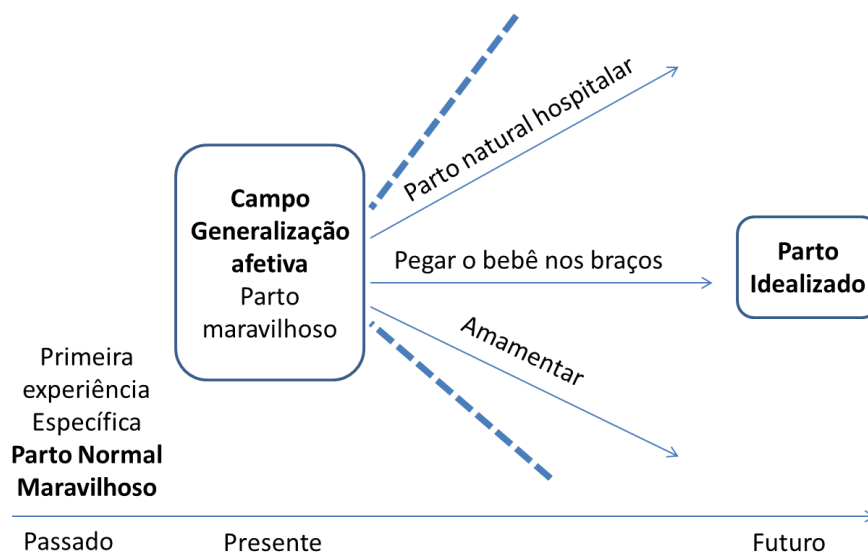 Parto natural hospitalar
Campo
Generalização
afetiva
Parto
maravilhoso
Pegar o bebê nos braços
Parto
Idealizado
Amamentar
Primeira
experiência
Específica
Parto Normal
Maravilhoso
Passado
Presente
Futuro